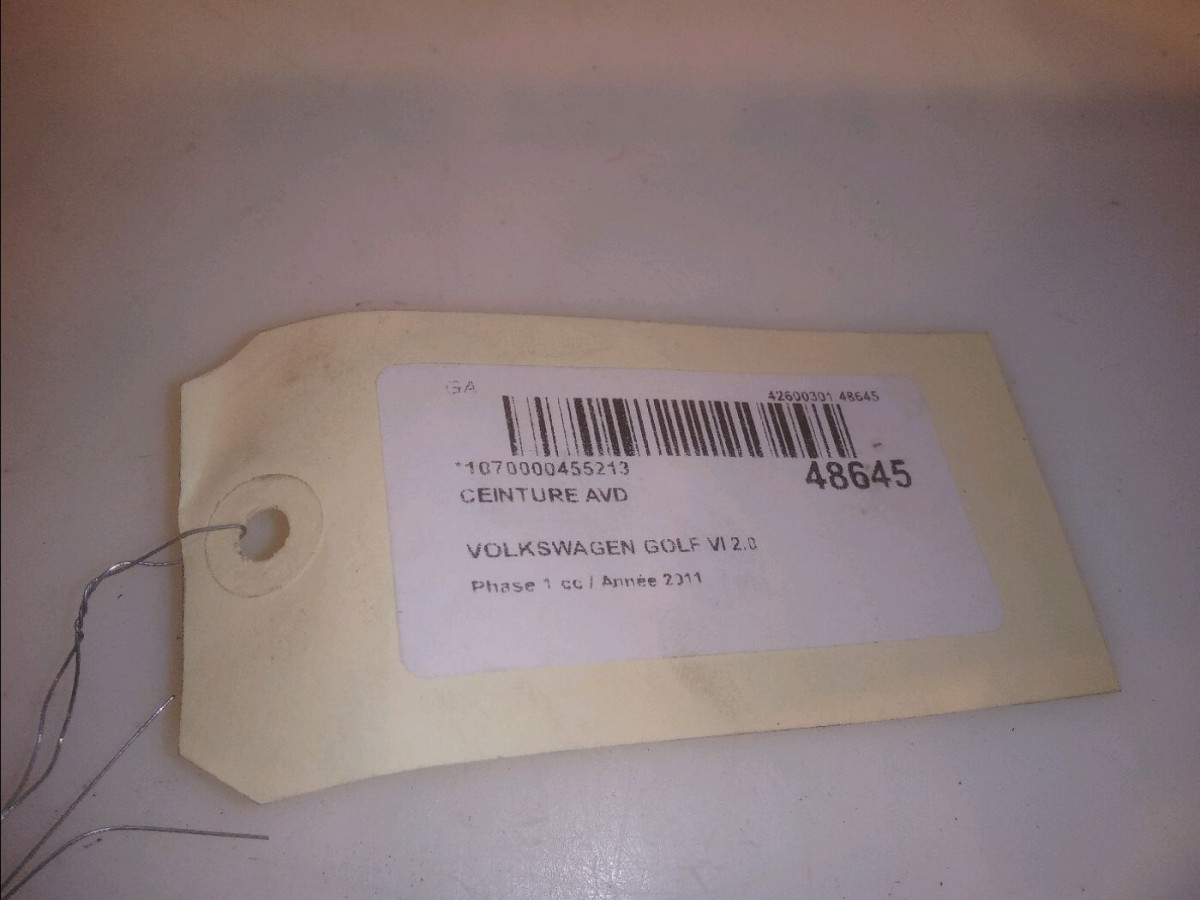 GA
42600301 48645
*1070000455213
48645
CEINTURE AVD
VOLKSWAGEN GOLF VI 2.0
Phase 1 cc / Année 2011